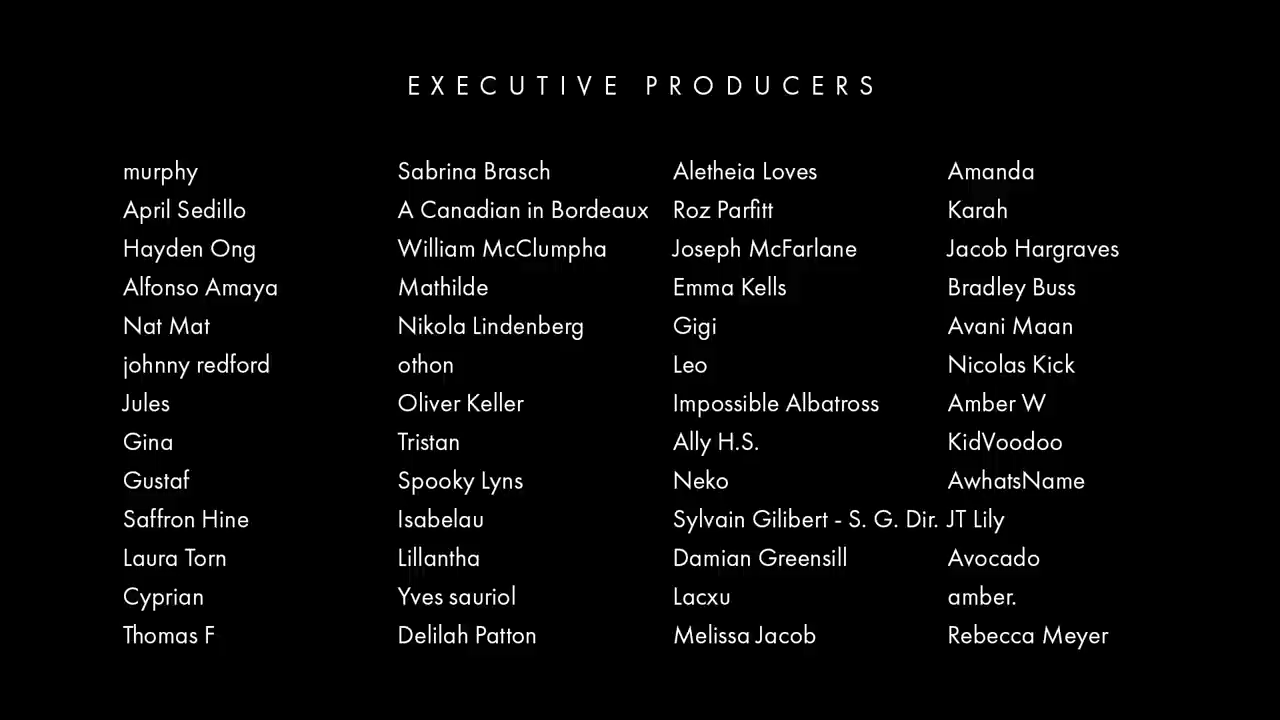 EXECUTIVE PRODUCERS
murphy
April Sedillo
Hayden Ong
Alfonso Amaya
Nat Mat
johnny redford
Jules
Gina
Gustaf
Saffron Hine
Laura Torn
Cyprian
Thomas F
Sabrina Brasch
A Canadian in Bordeaux
William McClumpha
Mathilde
Nikola Lindenberg
othon
Oliver Keller
Tristan
Spooky Lyns
Isabelau
Lillantha
Yves sauriol
Delilah Patton
Aletheia Loves
Roz Parfitt
Joseph McFarlane
Emma Kells
Gigi
Leo
Impossible Albatross
Ally H.S.
Neko
Sylvain Gilibert - S. G. Dir.
Damian Greensill
Lacxu
Melissa Jacob
Amanda
Karah
Jacob Hargraves
Bradley Buss
Avani Maan
Nicolas Kick
Amber W
KidVoodoo
AwhatsName
JT Lily
Avocado
amber.
Rebecca Meyer